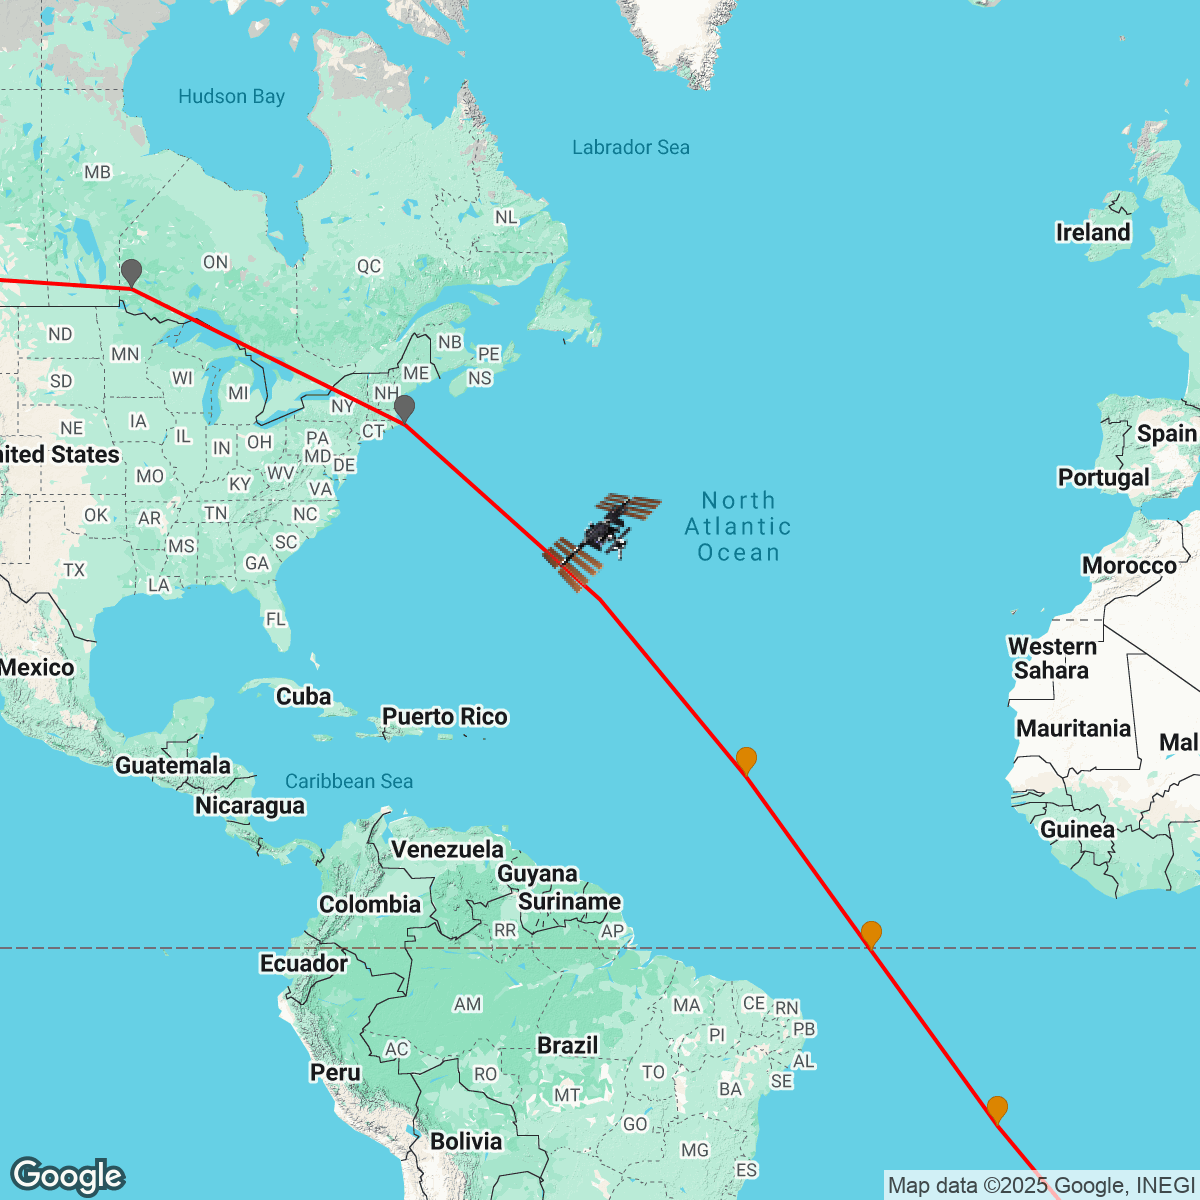 Hudson Bay
Labrador Sea
MB
NL
Ireland
ON
QC
ND
MN
NB
PE
ME
NS
SD
WI
MI
NH
NY
NE
IA
IL
IN
OH
PA
CT
Spain
nited States
MD
DE
MO
WV
KY
VA
Portugal
North
Atlantic
Ocean
OK
AR
TN
NC
MS
SC
GA
TX
LA
Morocco
FL
Western
Sahara
Mexico
Cuba
Puerto Rico
Mauritania
Mal
Guatemala
Caribbean Sea
Nicaragua
Guinea
Venezuela
Guyana
Suriname
Colombia
RR
AP
Ecuador
AM
MA
CE
RN
PI
PB
Brazil
AC
AL
Peru
RO
TO
SE
MT
BA
GO
Bolivia
MG
ES
Google
Map data ©2025 Google, INEGI